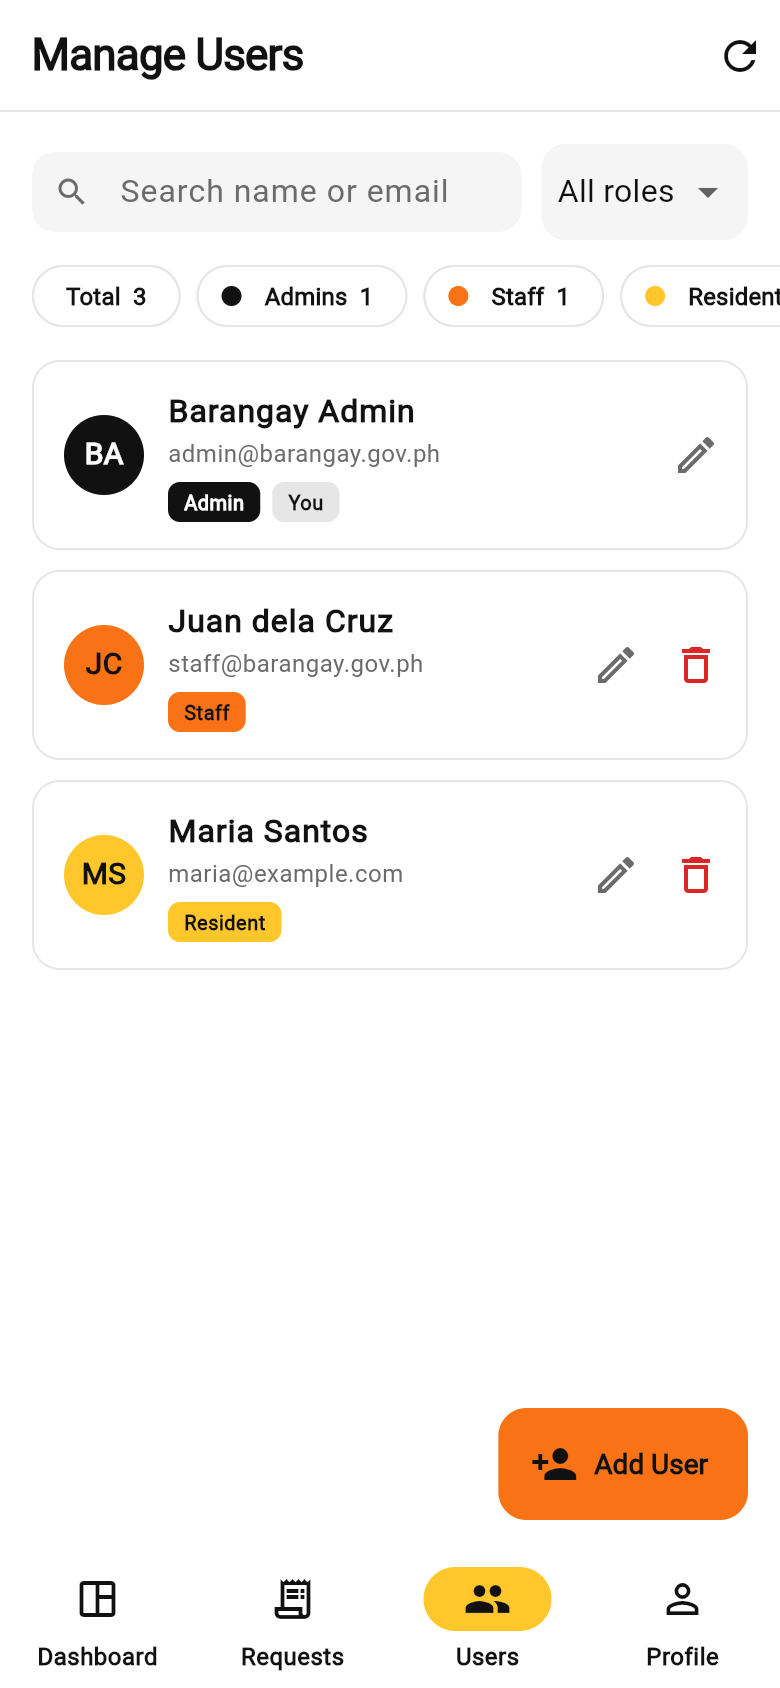 Manage Users
Search name or email
All roles
Total 3
Admins 1
Staff 1
Resident
BA
Barangay Admin
admin@barangay.gov.ph
Admin
You
JC
Juan dela Cruz
staff@barangay.gov.ph
Staff
MS
Maria Santos
maria@example.com
Resident
Add User
Dashboard
Requests
Users
Profile